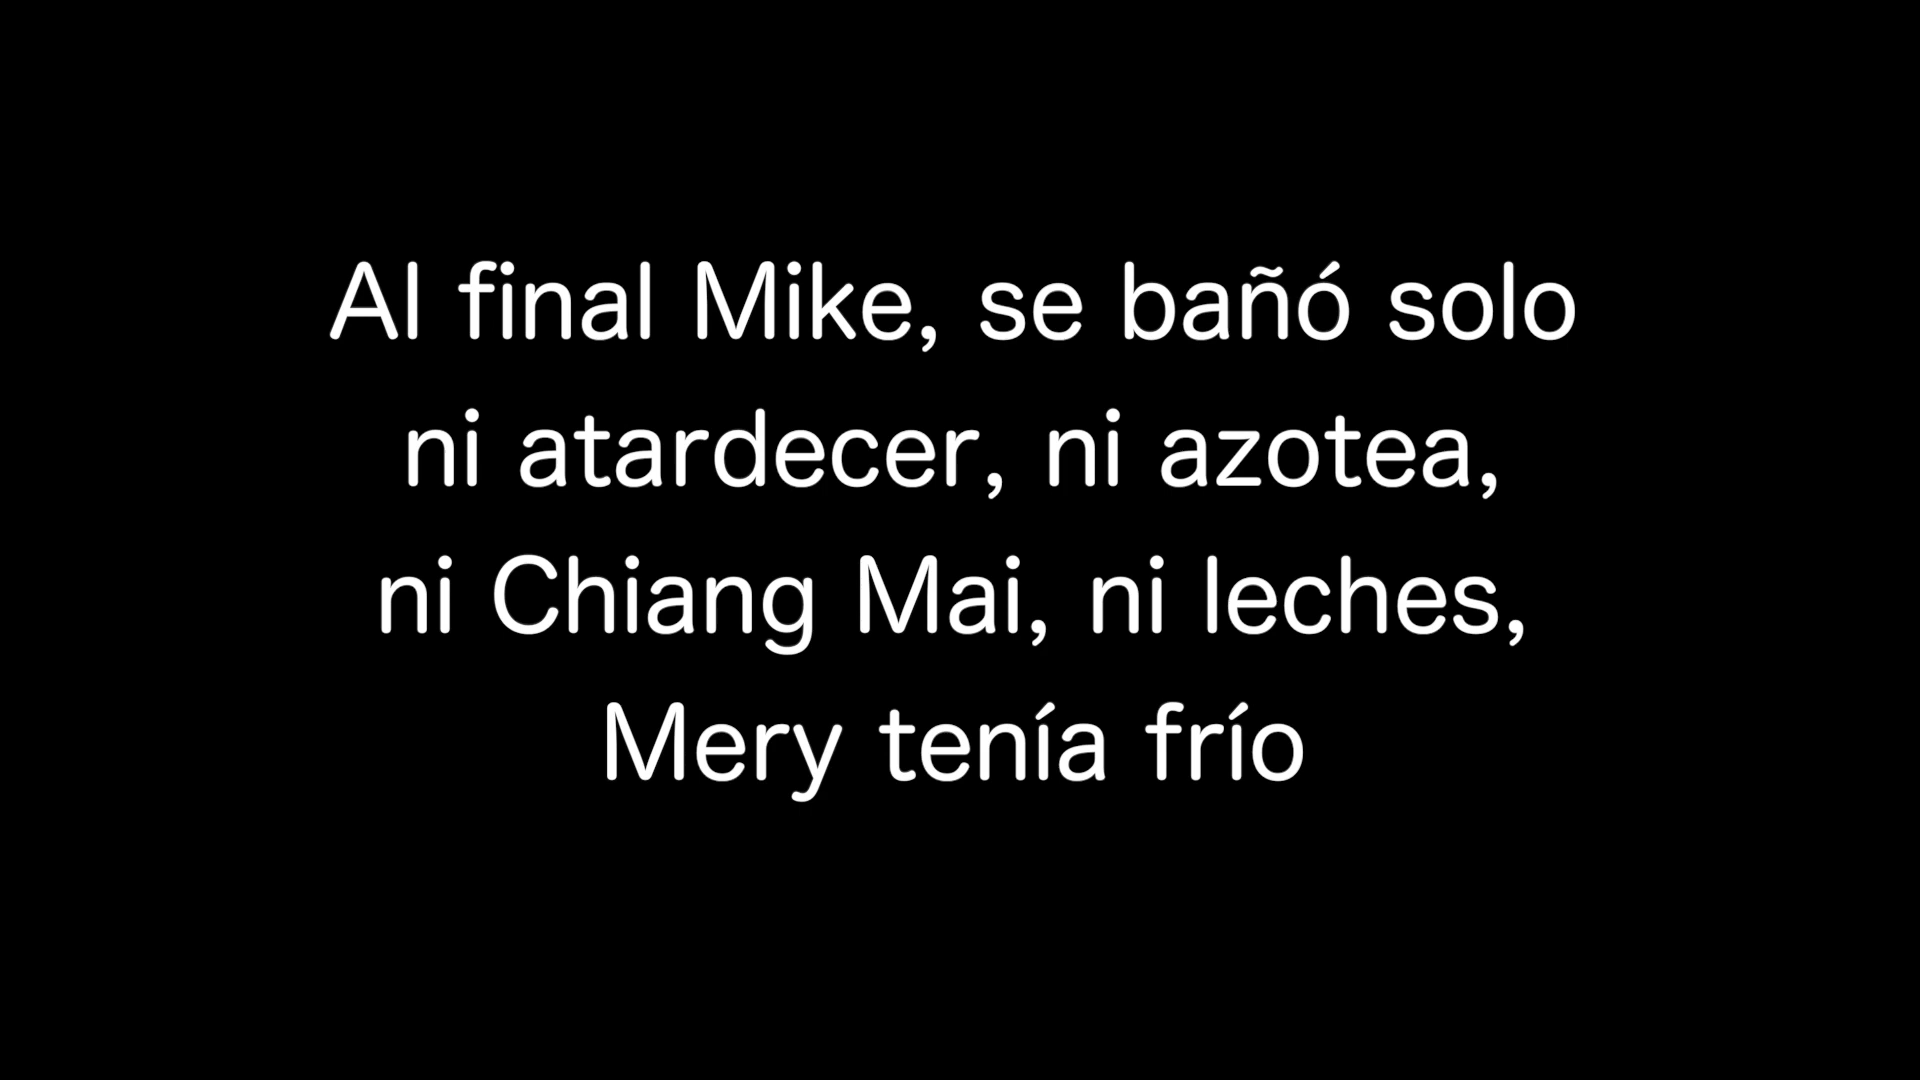 Al final Mike, se bañó solo
ni atardecer, ni azotea,
ni Chiang Mai, ni leches,
Mery tenía frío